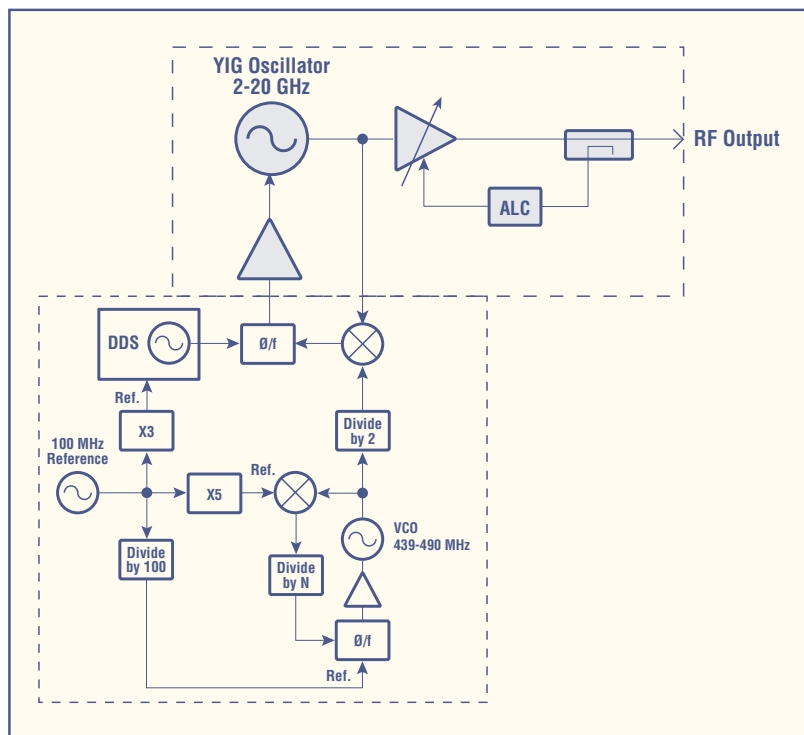 YIG Oscillator
2-20 GHz
RF Output
ALC
DDS
Ø/f
Ref.
Divide
by 2
X3
100 MHz
Reference
X5
Ref.
VCO
439-490 MHz
Divide
by 100
Divide
by N
Ø/f
Ref.